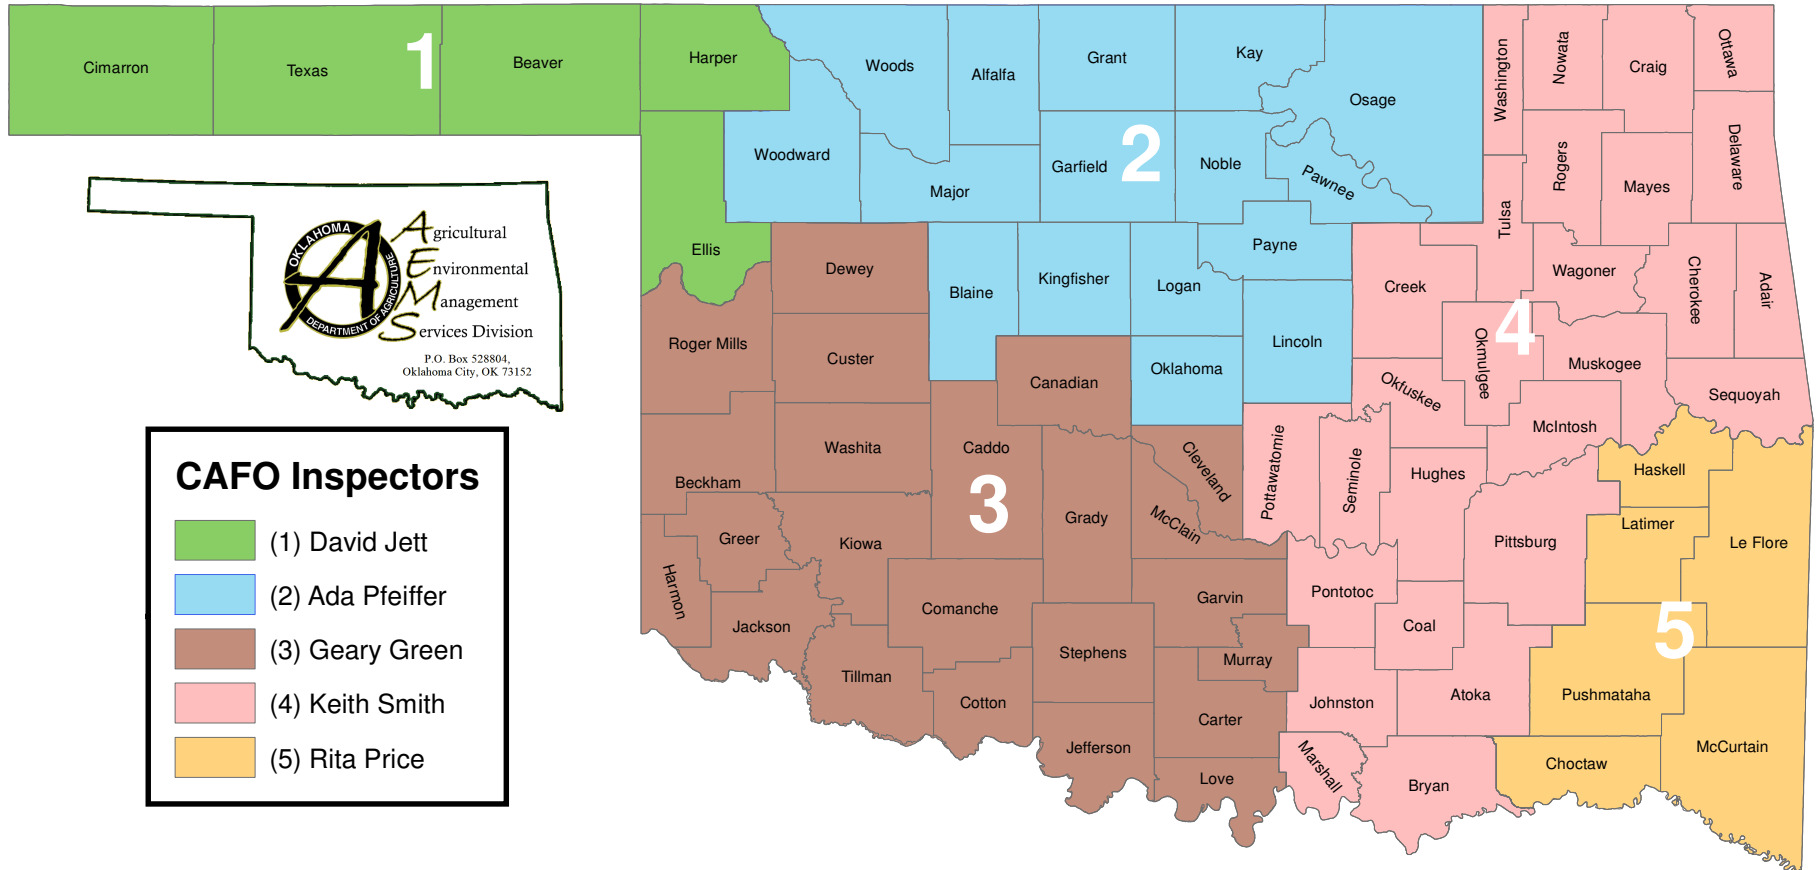 Cimarron
Texas
1
Beaver
Harper
Woods
Alfalfa
Grant
Kay
Osage
Washington
Nowata
Craig
Ottawa
Woodward
Major
Garfield
2
Noble
Pawnee
Rogers
Mayes
Delaware
Tulsa
Ellis
Dewey
Blaine
Kingfisher
Logan
Payne
Creek
Wagoner
Cherokee
Adair
Roger Mills
Custer
Canadian
Oklahoma
Lincoln
Okmulgee
4
Muskogee
Okfuskee
Sequoyah
McIntosh
Washita
Caddo
Beckham
3
Grady
Cleveland
McClain
Pottawatomie
Seminole
Hughes
Haskell
Latimer
Le Flore
Pittsburg
Greer
Kiowa
Harmon
Jackson
Comanche
Garvin
Pontotoc
Coal
5
Tillman
Stephens
Murray
Cotton
Carter
Johnston
Atoka
Pushmataha
Jefferson
Love
Marshall
Bryan
Choctaw
McCurtain
OKLAHOMA
DEPARTMENT OF AGRICULTURE
A
Agricultural
Environmental
Management
Services Division
P.O. Box 528804,
Oklahoma City, OK 73152
CAFO Inspectors
(1) David Jett
(2) Ada Pfeiffer
(3) Geary Green
(4) Keith Smith
(5) Rita Price